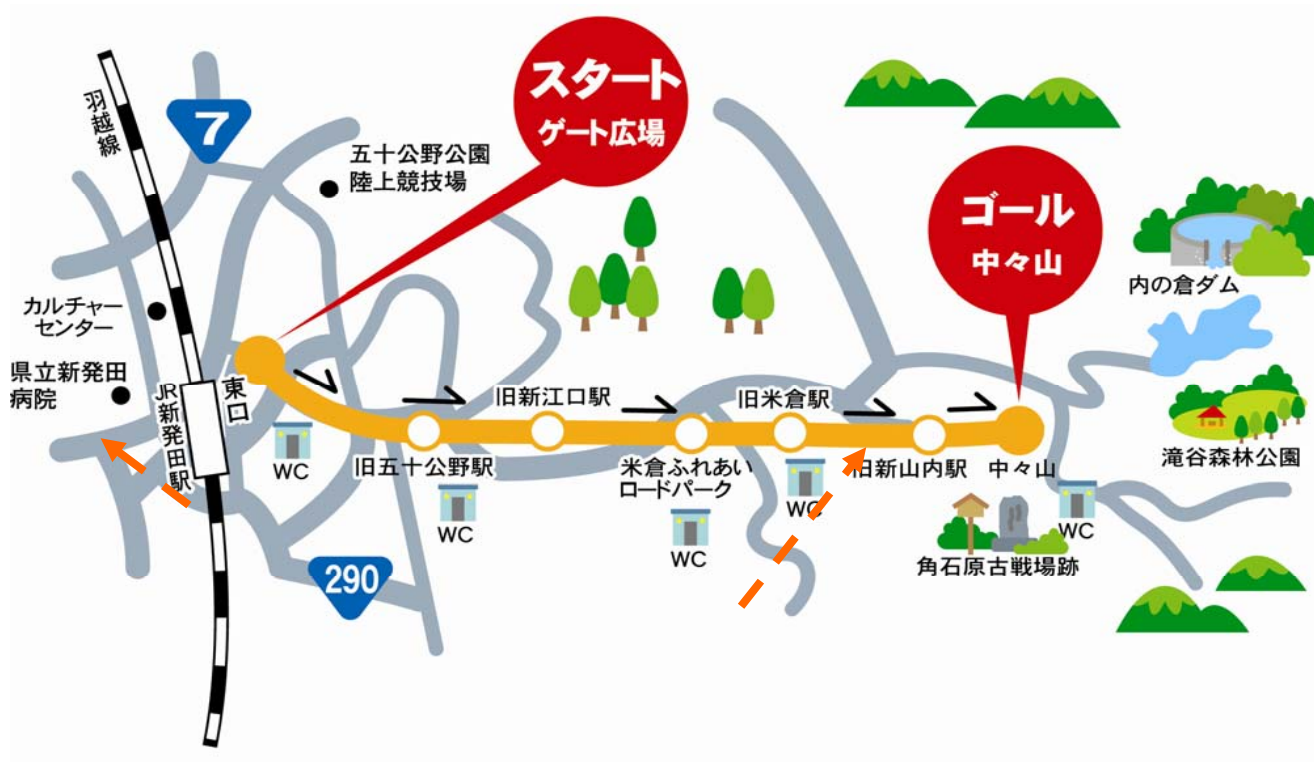 スタート
ゲート広場
羽越線
7
五十公野公園
陸上競技場
ゴール
中々山
内の倉ダム
カルチャー
センター
県立新発田
病院
JR新発田駅
東口
旧新江口駅
旧米倉駅
WC
旧五十公野駅
米倉ふれあい
ロードパーク
旧新山内駅
中々山
滝谷森林公園
WC
WC
WC
WC
角石原古戦場跡
290